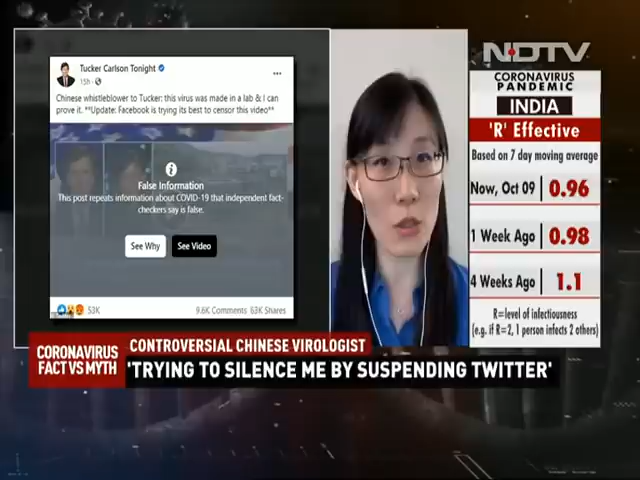 Tucker Carlson Tonight
15h
Chinese whistleblower to Tucker: this virus was made in a lab & I can
prove it. **Update: Facebook is trying its best to censor this video**
False Information
This post repeats information about COVID-19 that independent fact-
checkers say is false.
See Why
See Video
53K
9.6K Comments 63K Shares
NDTV
CORONAVIRUS
PANDEMIC
INDIA
'R' Effective
Based on 7 day moving average
Now, Oct 09 0.96
1 Week Ago 0.98
4 Weeks Ago 1.1
R=level of infectiousness
(e.g. if R=2, 1 person infects 2 others)
CORONAVIRUS
FACT VS MYTH
CONTROVERSIAL CHINESE VIROLOGIST
'TRYING TO SILENCE ME BY SUSPENDING TWITTER'